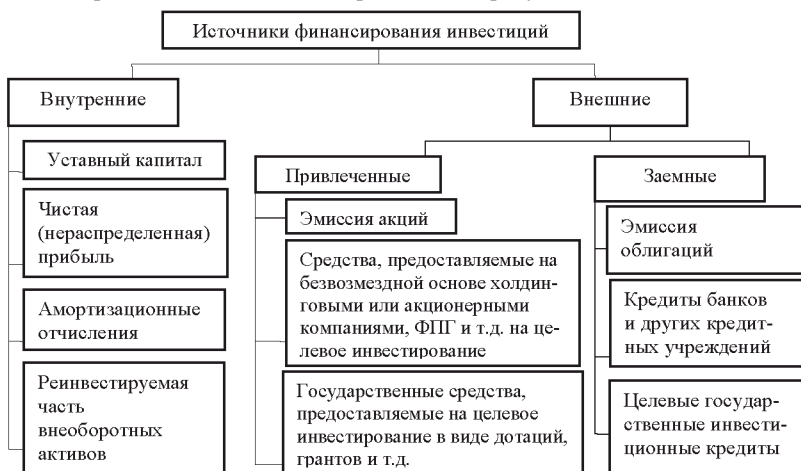 Источники финансирования инвестиций
Внутренние
Внешние
Уставный капитал
Чистая
(нераспределенная)
прибыль
Амортизационные
отчисления
Реинвестируемая
часть
внеоборотных
активов
Привлеченные
Эмиссия акций
Средства, предоставляемые на
безвозмездной основе холдин-
говыми или акционерными
компаниями, ФПГ и т.д. на це-
левое инвестирование
Государственные средства,
предоставляемые на целевое
инвестирование в виде дотаций,
грантов и т.д.
Заемные
Эмиссия
облигаций
Кредиты банков
и других кредит-
ных учреждений
Целевые государ-
ственные инвести-
ционные кредиты